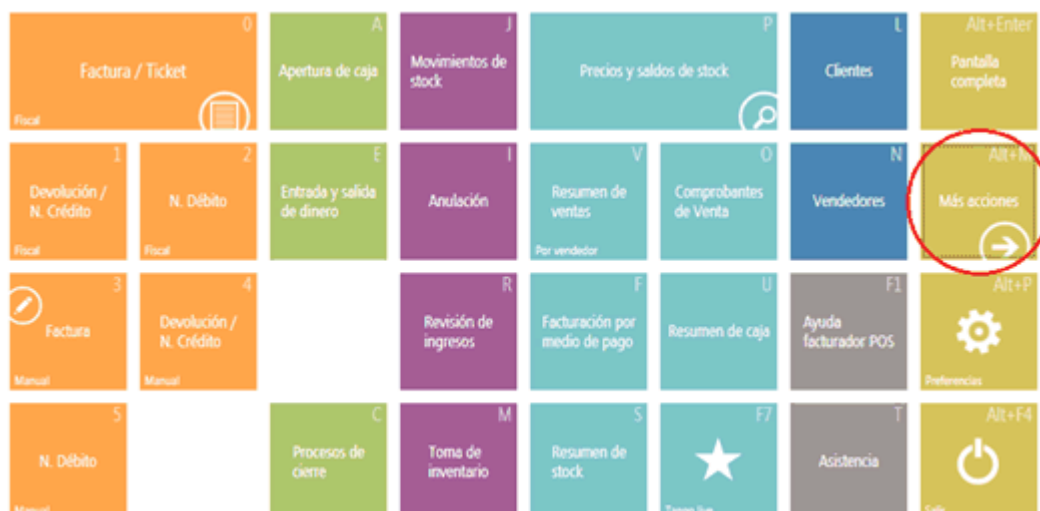 0
Factura / Ticket
Fiscal
A
Apertura de caja
J
Movimientos de
stock
P
Precios y saldos de stock
L
Clientes
Alt+Enter
Pantalla
completa
1
Devolución /
N. Crédito
Fiscal
2
N. Débito
Fiscal
E
Entrada y salida
de dinero
I
Anulación
V
Resumen de
ventas
Por vendedor
O
Comprobantes
de Venta
N
Vendedores
Alt+M
Más acciones
3
Factura
Manual
4
Devolución /
N. Crédito
Manual
R
Revisión de
ingresos
F
Facturación por
medio de pago
U
Resumen de caja
F1
Ayuda
facturador POS
Alt+P
Preferencias
5
N. Débito
Manual
C
Procesos de
cierre
M
Toma de
inventario
S
Resumen de
stock
F7
Tango live
T
Asistencia
Alt+F4
Salir